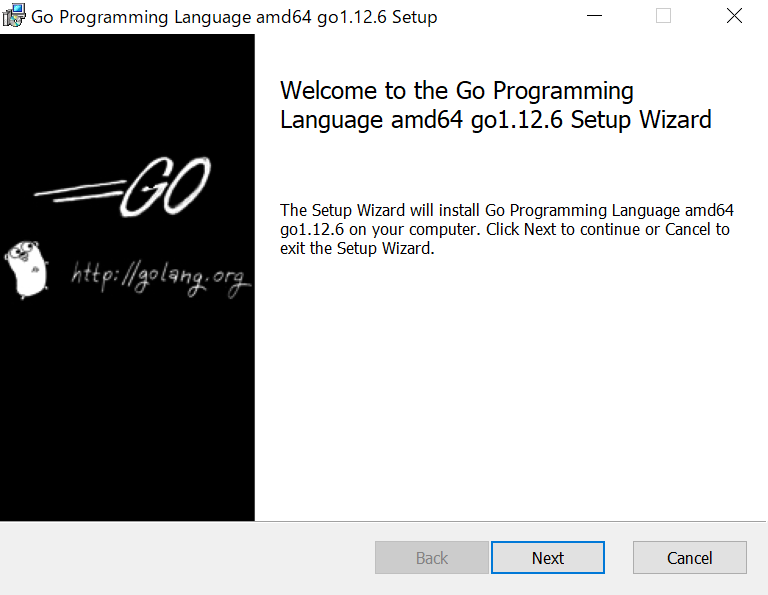 Go Programming Language amd64 go1.12.6 Setup
GO
http://golang.org
Welcome to the Go Programming
Language amd64 go1.12.6 Setup Wizard
The Setup Wizard will install Go Programming Language amd64
go1.12.6 on your computer. Click Next to continue or Cancel to
exit the Setup Wizard.
Back
Next
Cancel